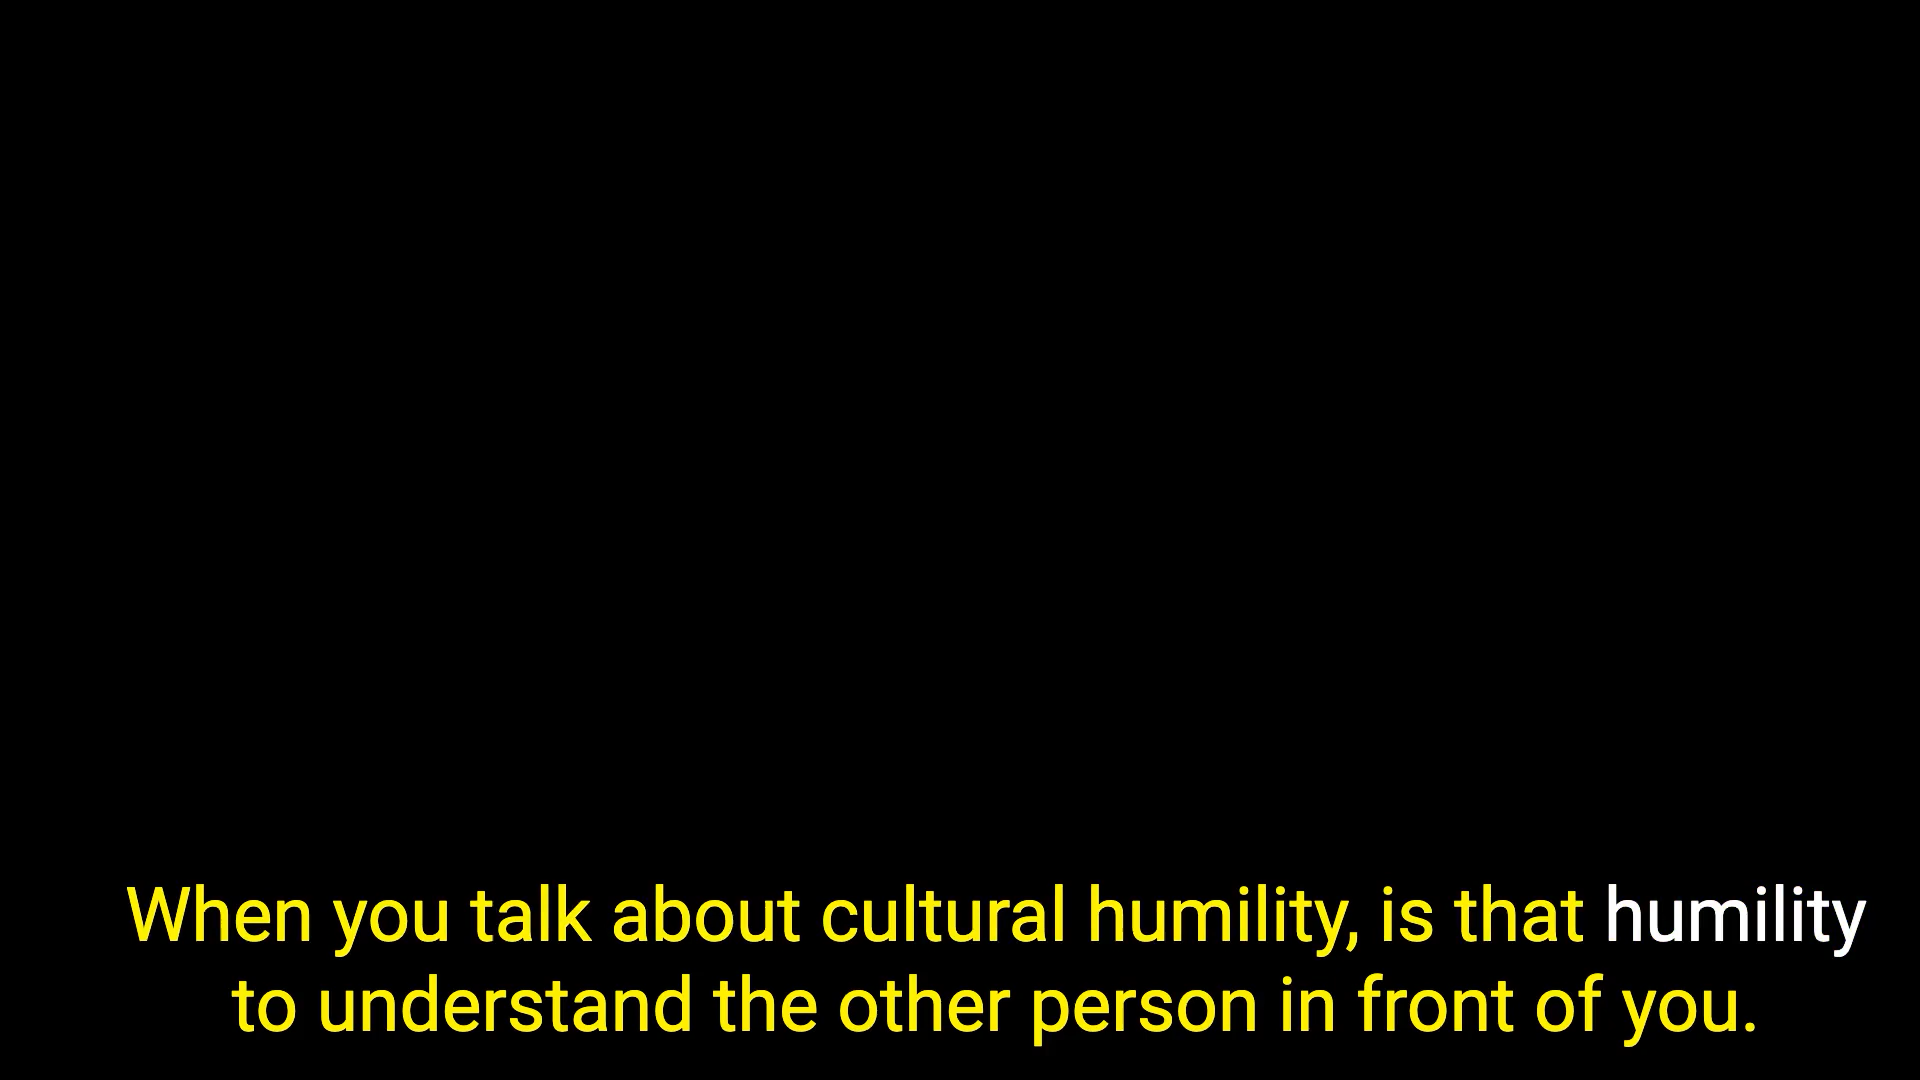 When you talk about cultural humility, is that humility
to understand the other person in front of you.